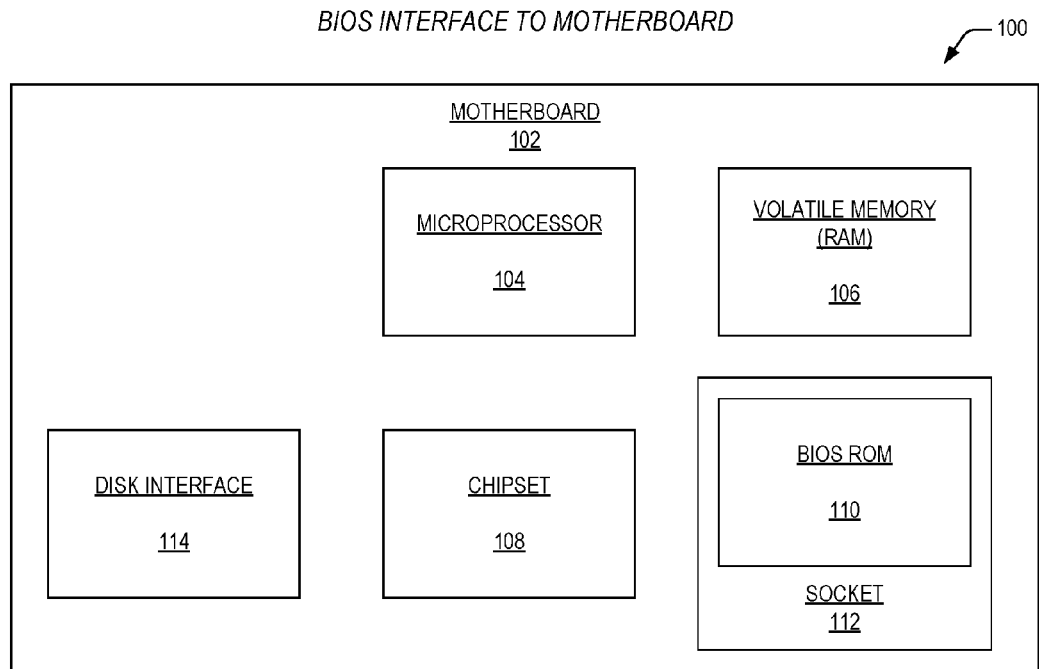 BIOS INTERFACE TO MOTHERBOARD
100
MOTHERBOARD
102
MICROPROCESSOR
104
VOLATILE MEMORY
(RAM)
106
DISK INTERFACE
114
CHIPSET
108
BIOS ROM
110
SOCKET
112